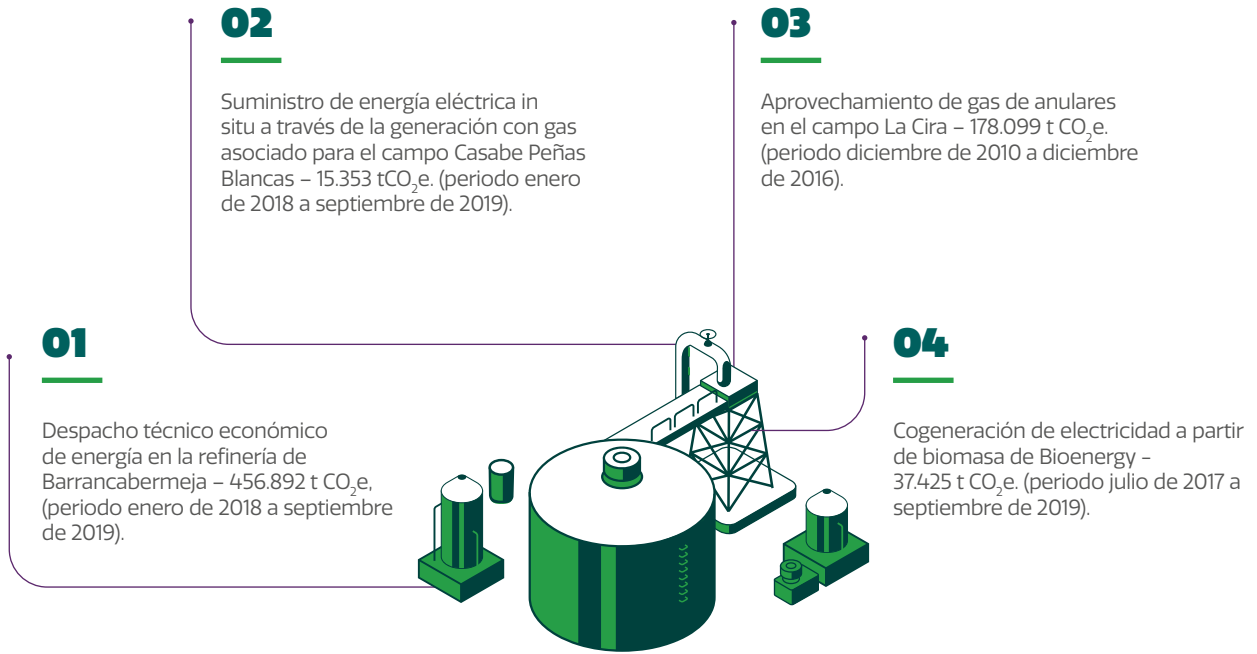 01
Despacho técnico económico
de energía en la refinería de
Barrancabermeja – 456.892 t CO₂e,
(periodo enero de 2018 a septiembre
de 2019).
02
Suministro de energía eléctrica in
situ a través de la generación con gas
asociado para el campo Casabe Peñas
Blancas – 15.353 tCO₂e. (periodo enero
de 2018 a septiembre de 2019).
03
Aprovechamiento de gas de anulares
en el campo La Cira – 178.099 t CO₂e.
(periodo diciembre de 2010 a diciembre
de 2016).
04
Cogeneración de electricidad a partir
de biomasa de Bioenergy -
37.425 t CO₂e. (periodo julio de 2017 a
septiembre de 2019).